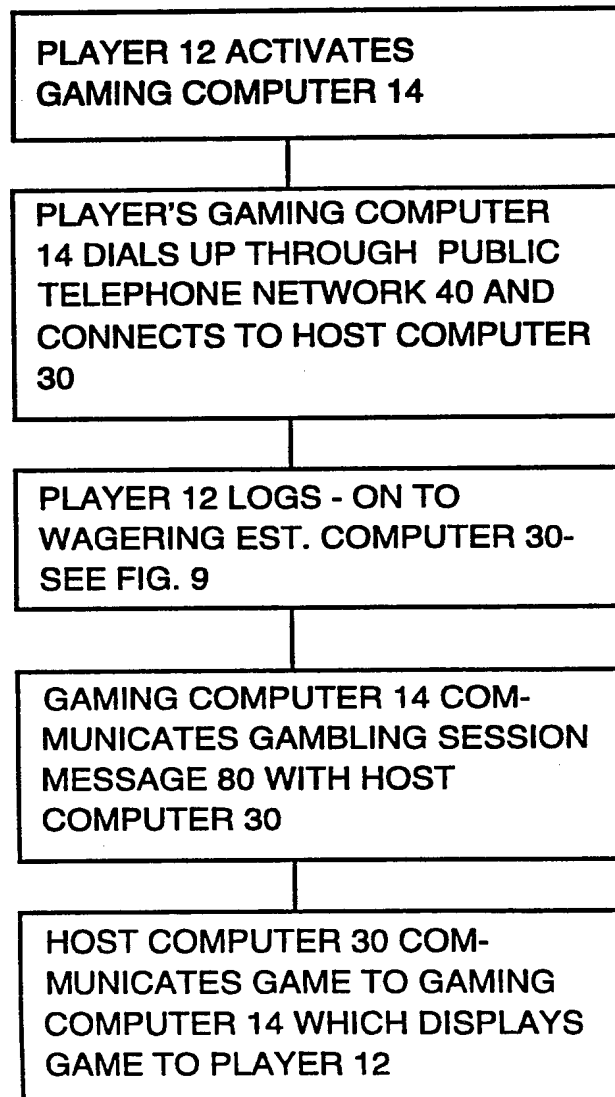 PLAYER 12 ACTIVATES
GAMING COMPUTER 14
PLAYER'S GAMING COMPUTER
14 DIALS UP THROUGH PUBLIC
TELEPHONE NETWORK 40 AND
CONNECTS TO HOST COMPUTER
30
PLAYER 12 LOGS - ON TO
WAGERING EST. COMPUTER 30-
SEE FIG. 9
GAMING COMPUTER 14 COM-
MUNICATES GAMBLING SESSION
MESSAGE 80 WITH HOST
COMPUTER 30
HOST COMPUTER 30 COM-
MUNICATES GAME TO GAMING
COMPUTER 14 WHICH DISPLAYS
GAME TO PLAYER 12